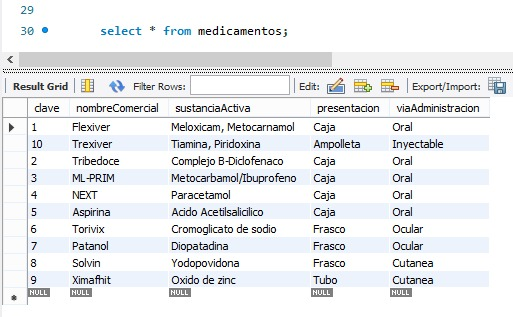 29
30 select * from medicamentos;
Result Grid Filter Rows: Edit: Export/Import:
clave nombreComercial sustanciaActiva presentacion viaAdministracion
1 Flexiver Meloxicam, Metocarnamol Caja Oral
10 Trexiver Tiamina, Piridoxina Ampolleta Inyectable
2 Tribedoce Complejo B-Diclofenaco Caja Oral
3 ML-PRIM Metocarbamol/Ibuprofeno Caja Oral
4 NEXT Paracetamol Caja Oral
5 Aspirina Acido Acetilsalicilico Caja Oral
6 Torivix Cromoglicato de sodio Frasco Ocular
7 Patanol Diopatadina Frasco Ocular
8 Solvin Yodopovidona Frasco Cutanea
9 Ximafhit Oxido de zinc Tubo Cutanea
NULL NULL NULL NULL NULL